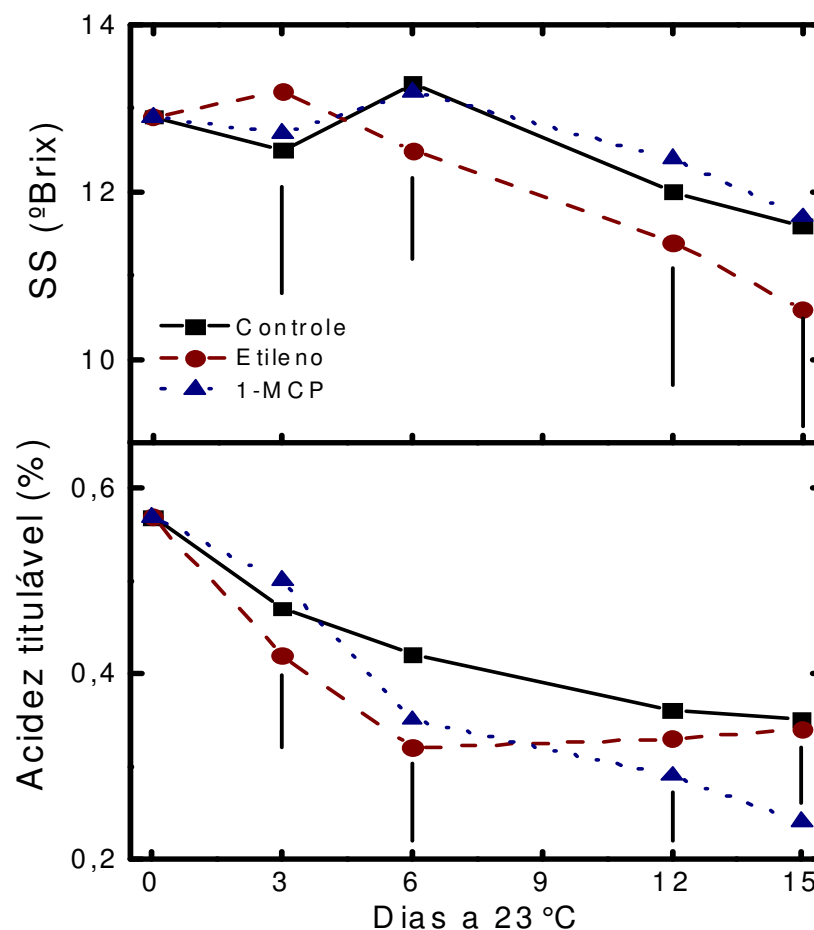 14
12
10
SS (ºBrix)
Controle
Etileno
1-MCP
0,6
0,4
0,2
Acidez titulável (%)
0 3 6 9 12 15
Dias a 23 °C